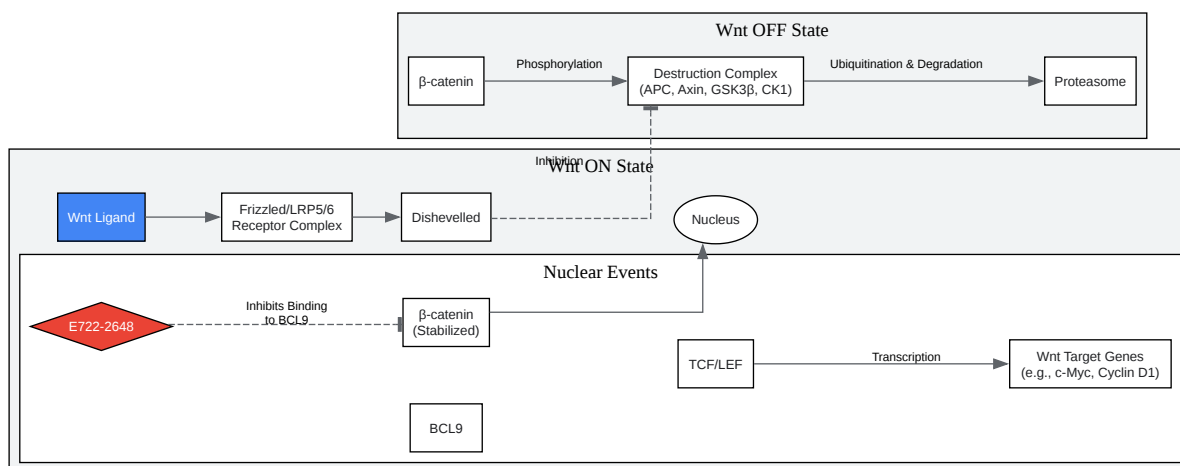 Wnt OFF State
β-catenin
Phosphorylation
Destruction Complex
(APC, Axin, GSK3β, CK1)
Ubiquitination & Degradation
Proteasome
Inhibition
Wnt ON State
Wnt Ligand
Frizzled/LRP5/6
Receptor Complex
Dishevelled
Nucleus
Nuclear Events
E722-2648
Inhibits Binding
to BCL9
β-catenin
(Stabilized)
TCF/LEF
Transcription
Wnt Target Genes
(e.g., c-Myc, Cyclin D1)
BCL9